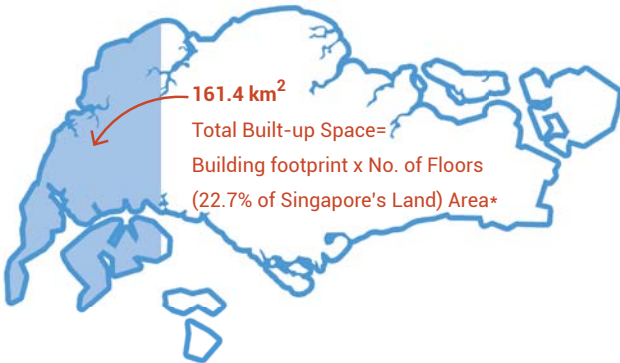 161.4 km²
Total Built-up Space=
Building footprint x No. of Floors
(22.7% of Singapore's Land) Area*